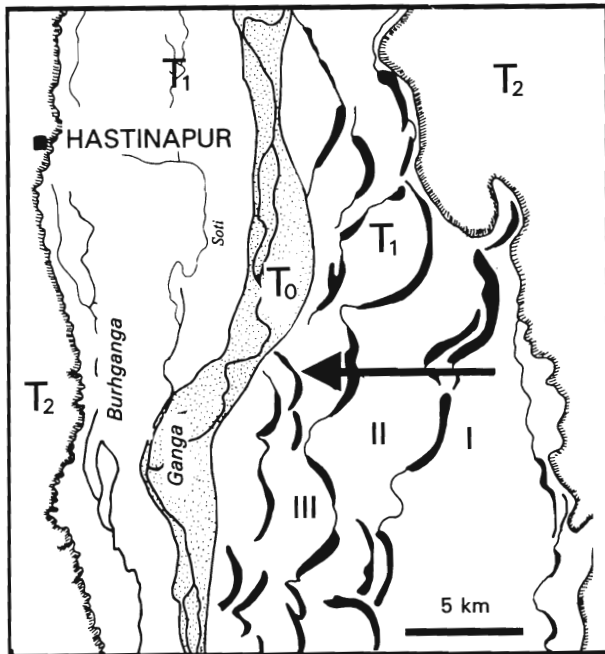 T1
T2
HASTINAPUR
Soti
T1
T0
Burhganga
T2
Ganga
II
I
III
5 km